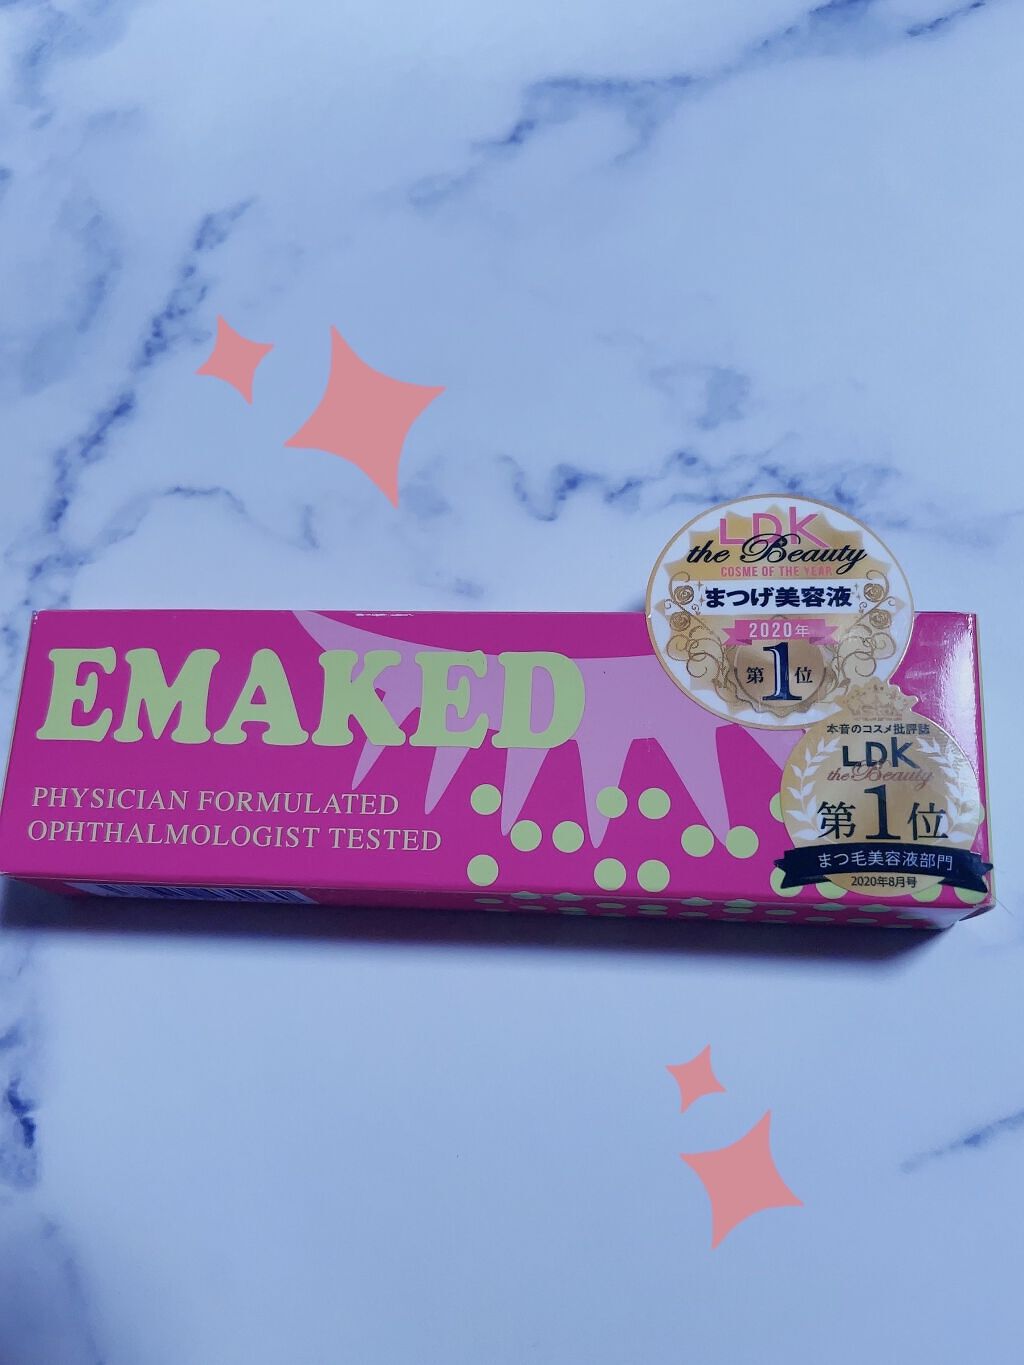 LDK
the Beauty
COSME OF THE YEAR
まつげ美容液
2020年
第1位
EMAKED
PHYSICIAN FORMULATED
OPHTHALMOLOGIST TESTED
本音のコスメ批評誌
LDK
the Beauty
第1位
まつ毛美容液部門
2020年8月号